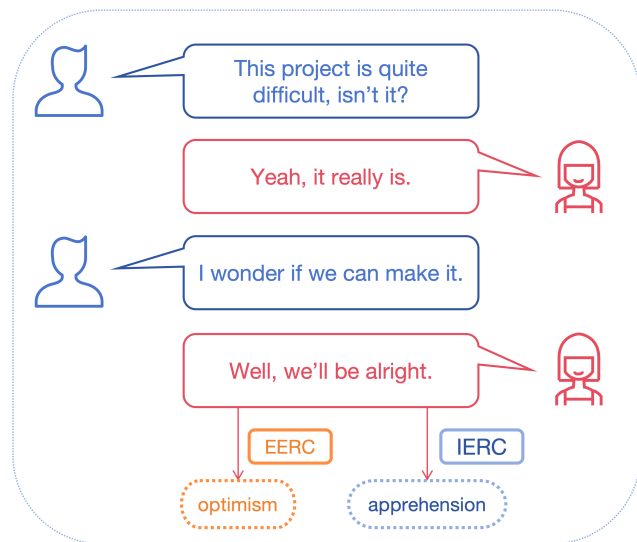 This project is quite
difficult, isn’t it?
Yeah, it really is.
I wonder if we can make it.
Well, we’ll be alright.
EERC
IERC
optimism
apprehension